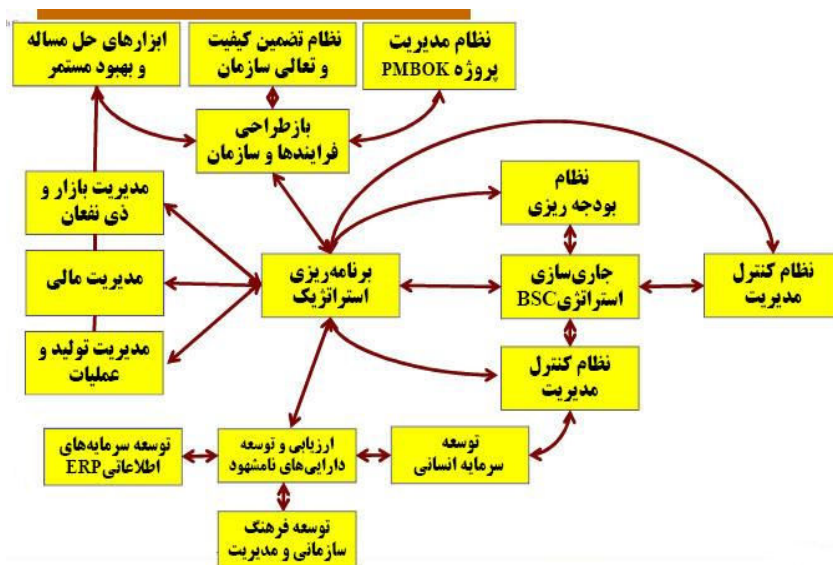 ابزارهای حل مساله
و بهبود مستمر
نظام تضمین کیفیت
و تعالی سازمان
نظام مدیریت
پروژه PMBOK
بازطراحی
فرایندها و سازمان
مدیریت بازار و
ذی نفعان
نظام
بودجه ریزی
مدیریت مالی
برنامه‌ریزی
استراتژیک
جاری‌سازی
استراتژیBSC
نظام کنترل
مدیریت
مدیریت تولید و
عملیات
نظام کنترل
مدیریت
توسعه سرمایه‌های
اطلاعاتیERP
ارزیابی و توسعه
دارایی‌های نامشهود
توسعه
سرمایه انسانی
توسعه فرهنگ
سازمانی و مدیریت